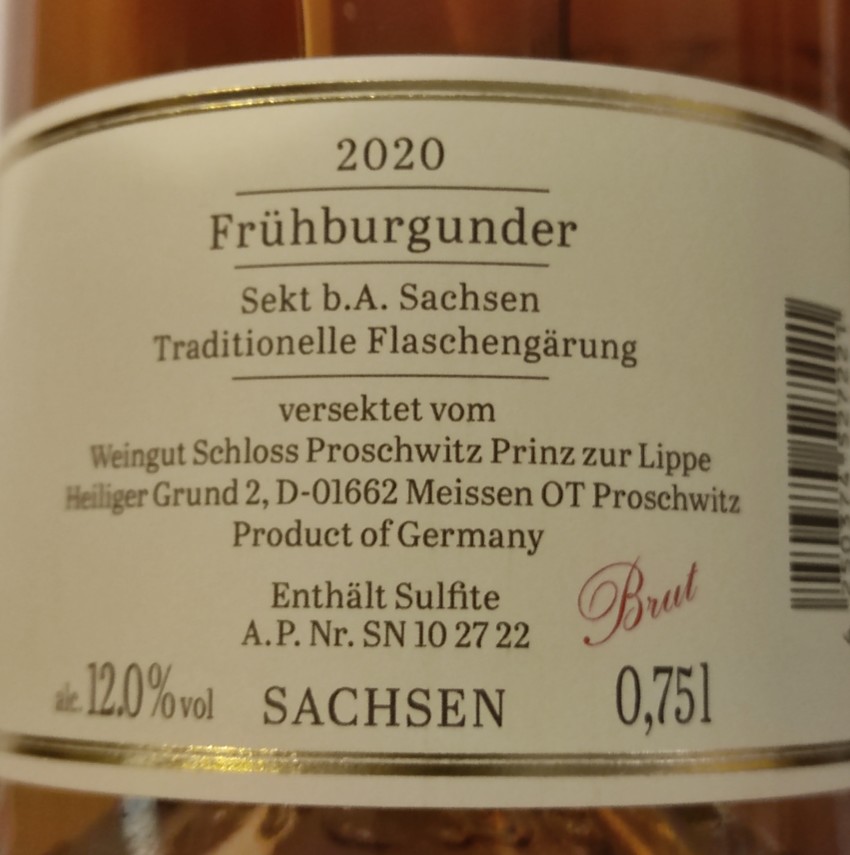 2020
Frühburgunder
Sekt b.A. Sachsen
Traditionelle Flaschengärung
versektet vom
Weingut Schloss Proschwitz Prinz zur Lippe
Heiliger Grund 2, D-01662 Meissen OT Proschwitz
Product of Germany
Enthält Sulfite
A.P. Nr. SN 10 27 22
Brut
alc. 12.0% vol SACHSEN 0,75l